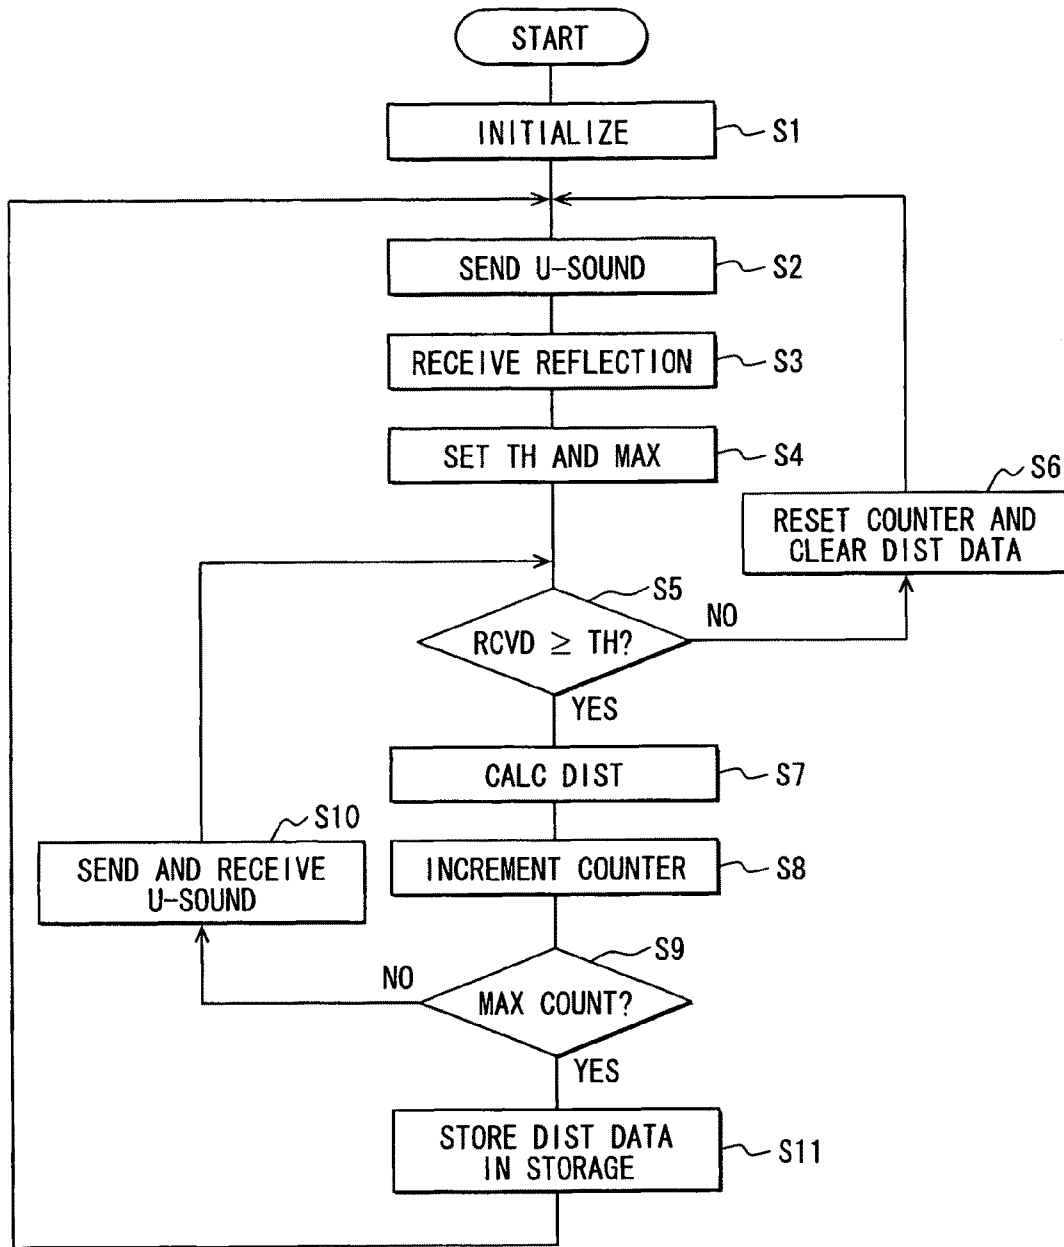 START
INITIALIZE
S1
SEND U-SOUND
S2
RECEIVE REFLECTION
S3
SET TH AND MAX
S4
S6
RESET COUNTER AND
CLEAR DIST DATA
S5
RCVD ≥ TH?
NO
YES
CALC DIST
S7
S10
SEND AND RECEIVE
U-SOUND
INCREMENT COUNTER
S8
S9
MAX COUNT?
NO
YES
STORE DIST DATA
IN STORAGE
S11